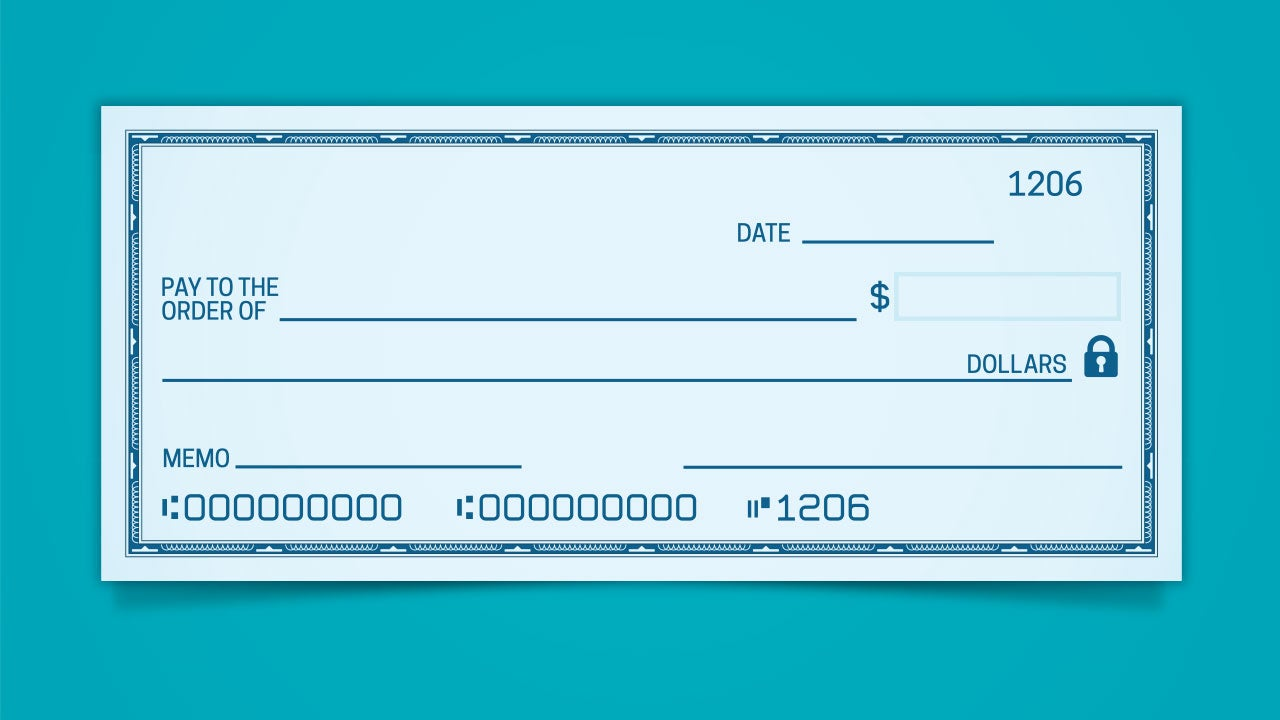 1206
DATE
PAY TO THE
ORDER OF
$
DOLLARS
MEMO
⑆000000000 ⑆000000000 ⑈1206